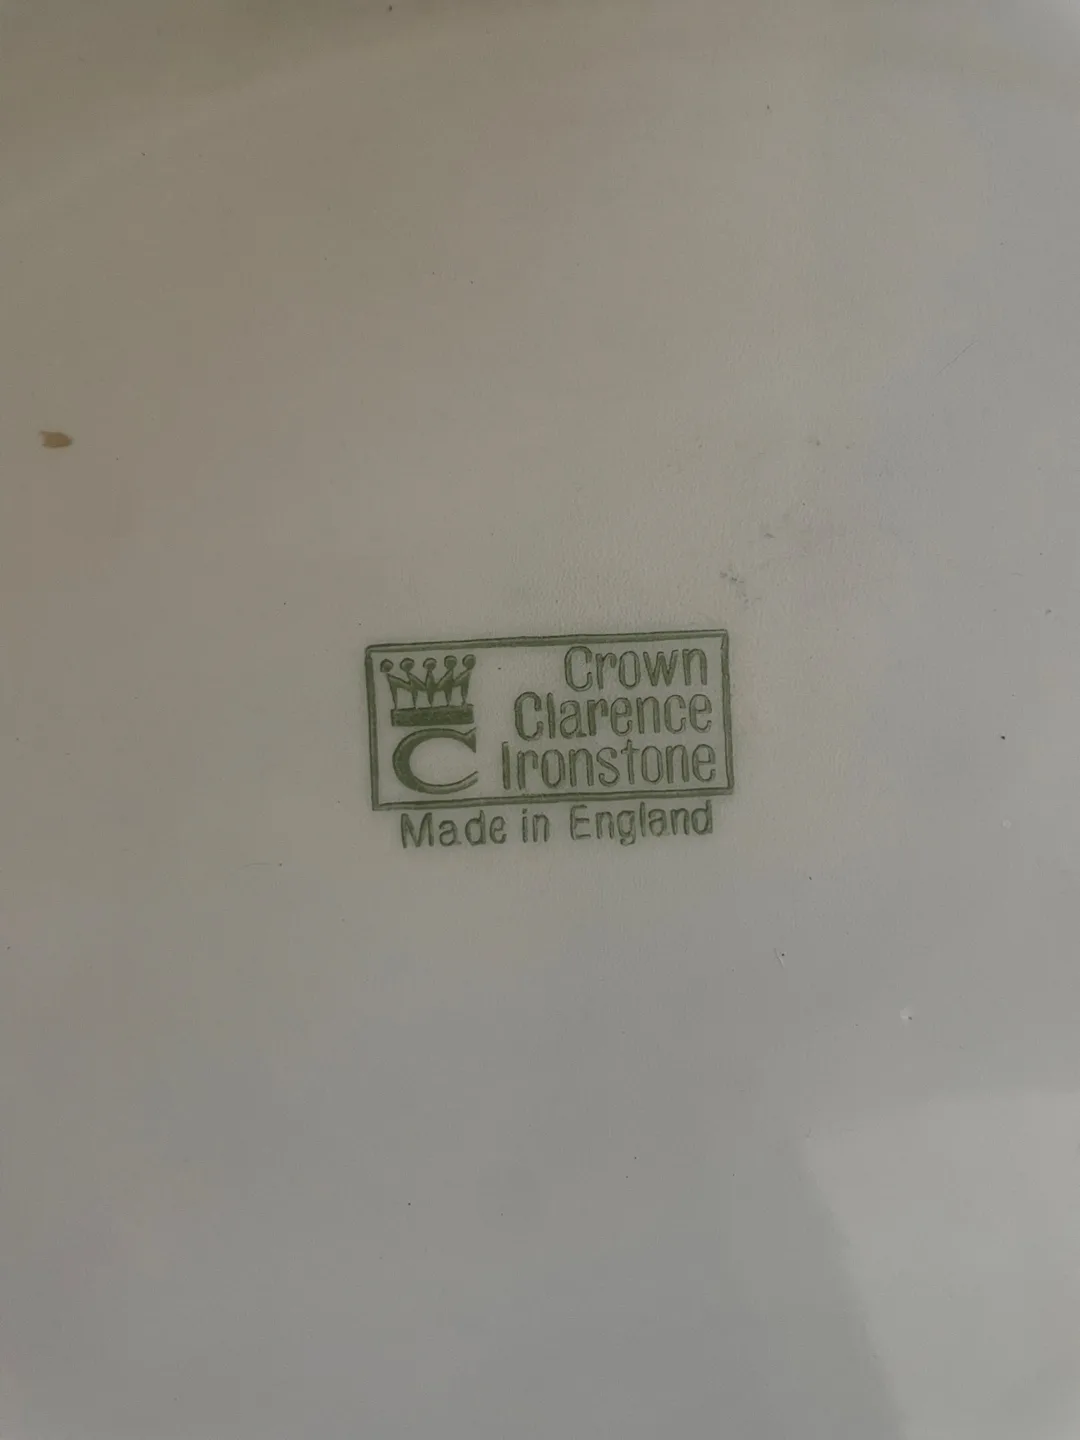 Crown
Clarence
C Ironstone
Made in England